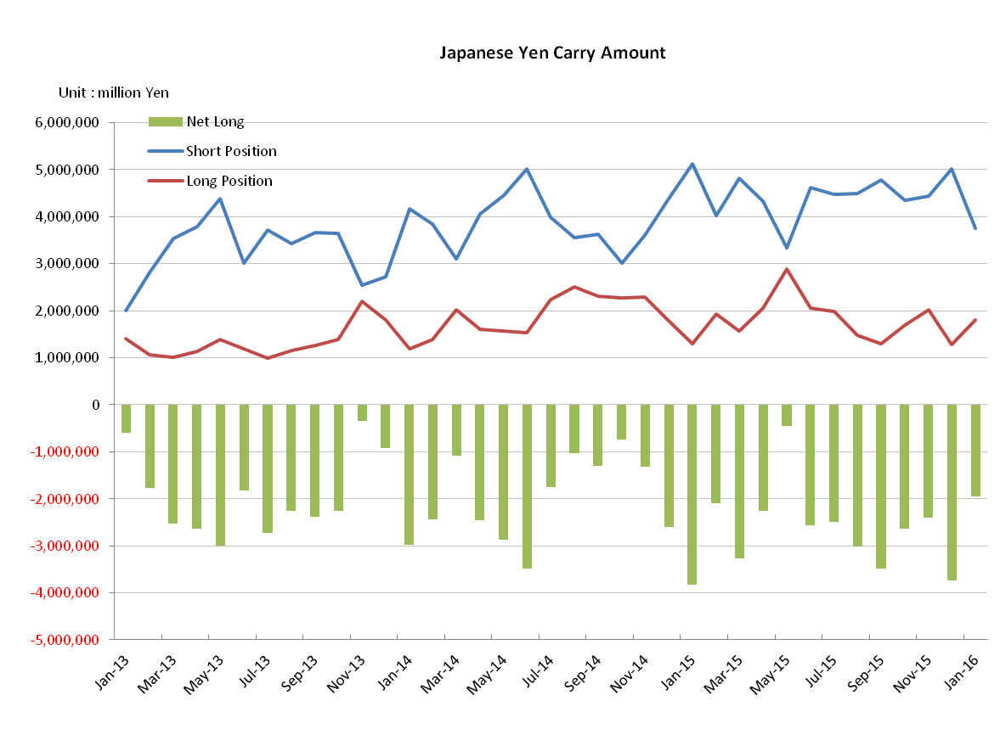 Japanese Yen Carry Amount
Unit : million Yen
Net Long
Short Position
Long Position
6,000,000
5,000,000
4,000,000
3,000,000
2,000,000
1,000,000
0
-1,000,000
-2,000,000
-3,000,000
-4,000,000
-5,000,000
Jan-13
Mar-13
May-13
Jul-13
Sep-13
Nov-13
Jan-14
Mar-14
May-14
Jul-14
Sep-14
Nov-14
Jan-15
Mar-15
May-15
Jul-15
Sep-15
Nov-15
Jan-16